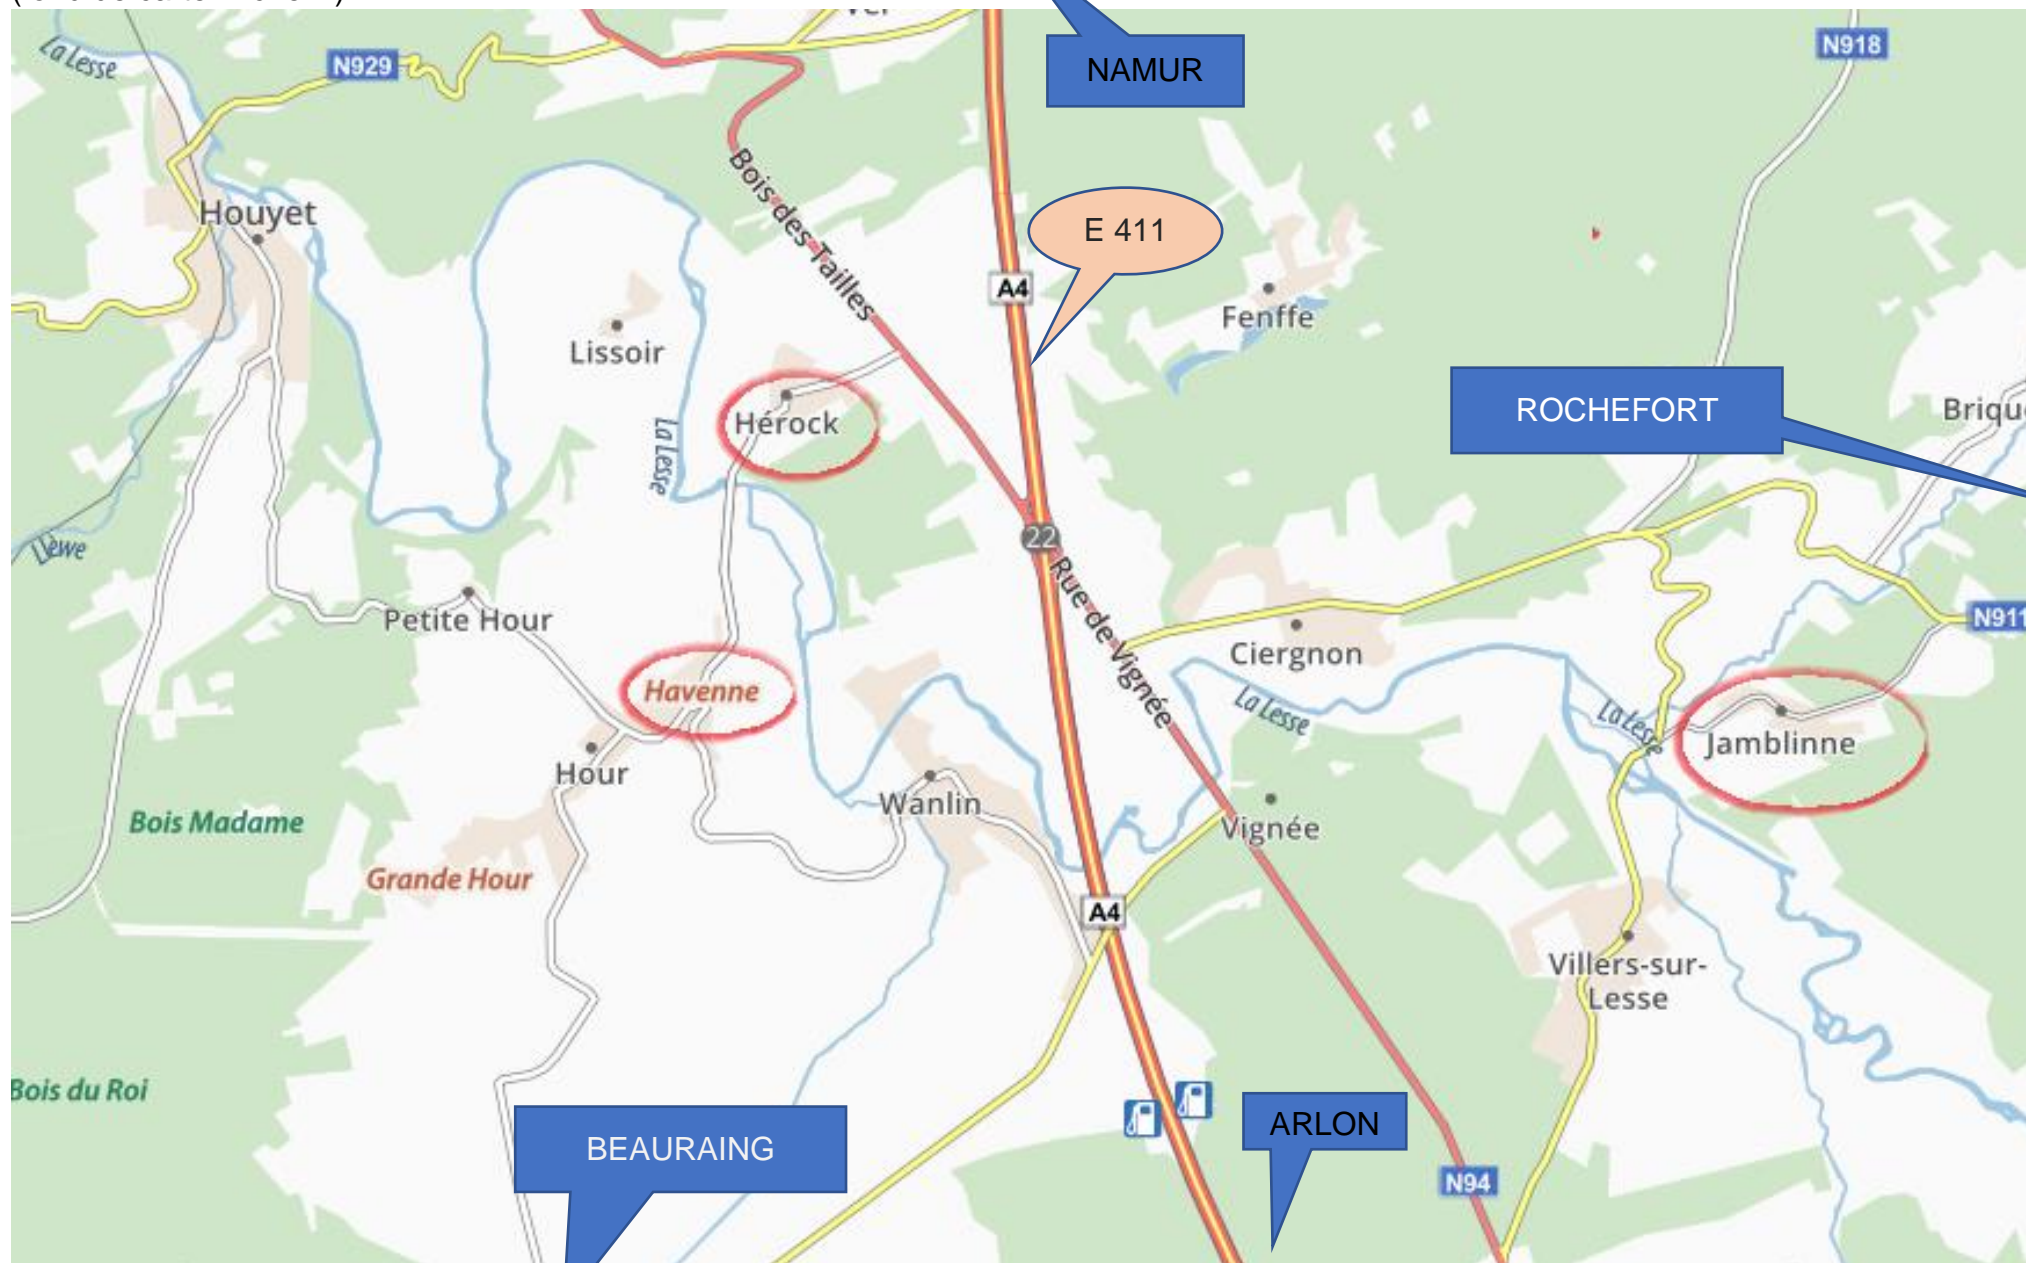 NAMUR
La Lesse
N929
N918
Bois des Tailles
Houyet
E 411
A4
Fenffe
Lissoir
ROCHEFORT
Hérock
La Lesse
22
Petite Hour
Rue de Vignée
N911
Ciergnon
Havenne
La Lesse
La Lesse
Jamblinne
Hour
Wanlin
Bois Madame
Vignée
Grande Hour
A4
Villers-sur-
Lesse
Bois du Roi
ARLON
BEAURAING
N94